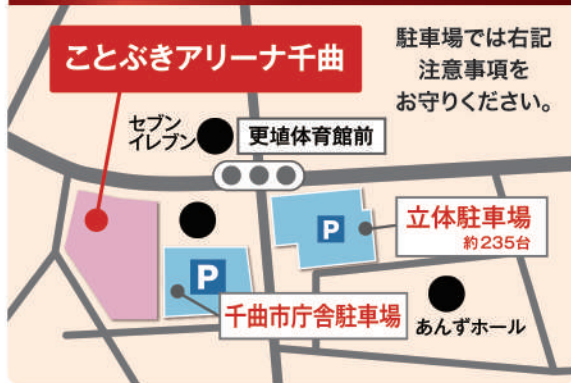 ことぶきアリーナ千曲
駐車場では右記
注意事項を
お守りください。
セブン
イレブン
更埴体育館前
P
立体駐車場
約235台
P
千曲市庁舎駐車場
あんずホール